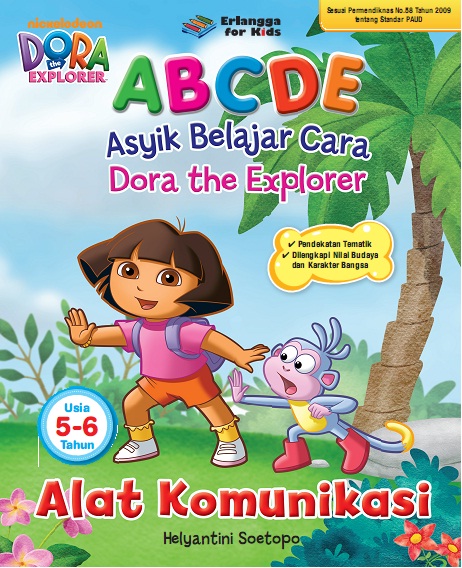 nickelodeon
DORA
the
EXPLORER
Erlangga
for Kids
Sesuai Permendiknas No.58 Tahun 2009
tentang Standar PAUD
ABCDE
Asyik Belajar Cara
Dora the Explorer
✓ Pendekatan Tematik
✓ Dilengkapi Nilai Budaya
dan Karakter Bangsa
Usia
5-6
Tahun
Alat Komunikasi
Helyantini Soetopo